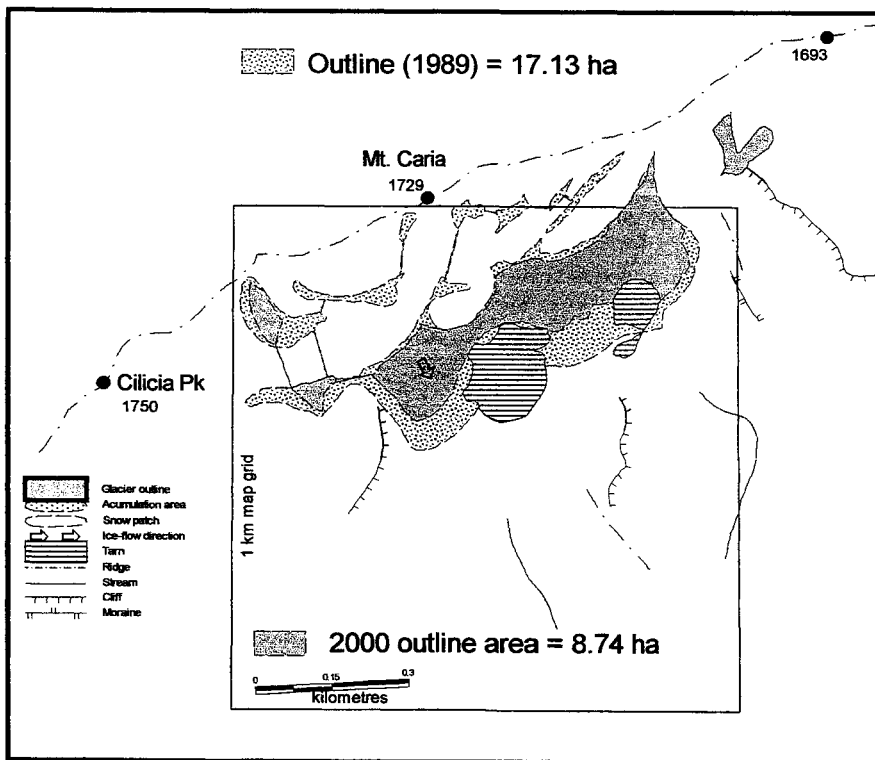 1693
Outline (1989) = 17.13 ha
Mt. Caria
1729
Cilicia Pk
1750
1 km map grid
Glacier outline
Acumulation area
Snow patch
Ice-flow direction
Tarn
Ridge
Stream
Cliff
Moraine
2000 outline area = 8.74 ha
0 0.15 0.3
kilometres